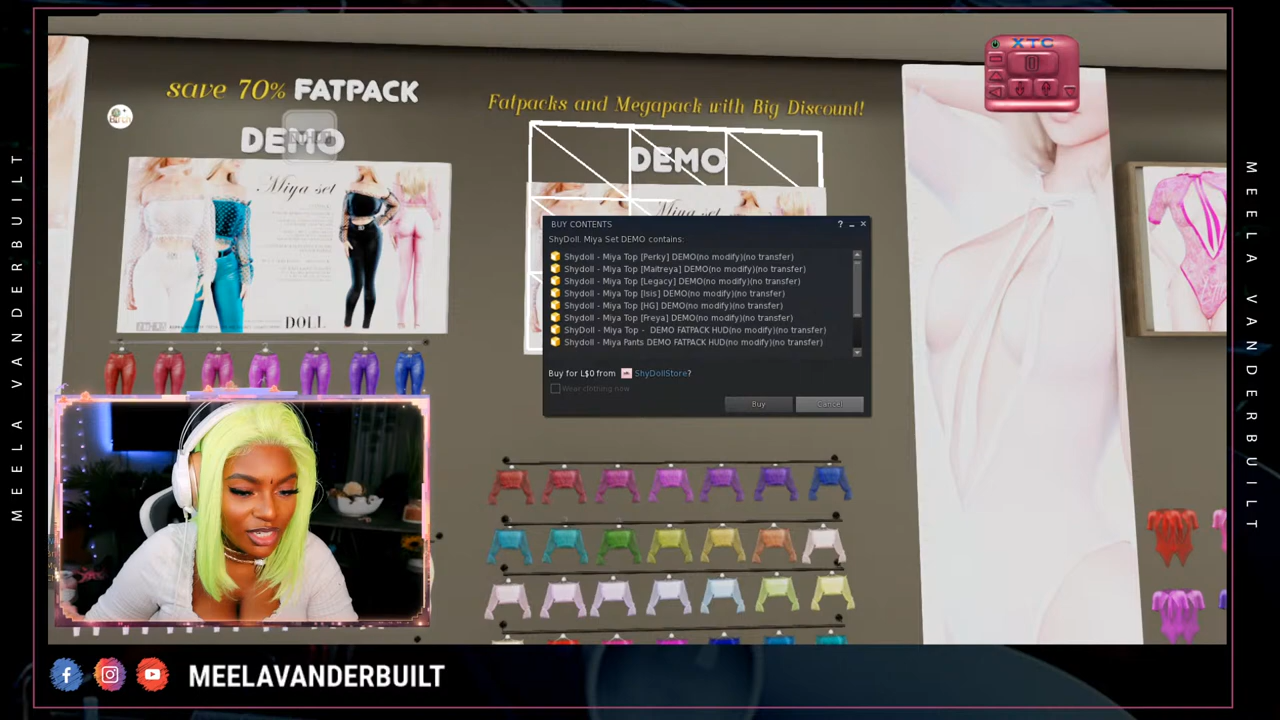 MEELA VANDERBUILT
save 70% FATPACK
DEMO
Miya set
DOLL
Fatpacks and Megapack with Big Discount!
DEMO
XTC
BUY CONTENTS
ShyDoll. Miya Set DEMO contains:
Shydoll - Miya Top [Perky] DEMO(no modify)(no transfer)
Shydoll - Miya Top [Maitreya] DEMO(no modify)(no transfer)
Shydoll - Miya Top [Legacy] DEMO(no modify)(no transfer)
Shydoll - Miya Top [Isis] DEMO(no modify)(no transfer)
Shydoll - Miya Top [HG] DEMO(no modify)(no transfer)
Shydoll - Miya Top [Freya] DEMO(no modify)(no transfer)
ShyDoll - Miya Top - DEMO FATPACK HUD(no modify)(no transfer)
Shydoll - Miya Pants DEMO FATPACK HUD(no modify)(no transfer)
Buy for L$0 from ShyDollStore?
Wear clothing now
Buy Cancel
MEELA VANDERBUILT
MEELAVANDERBUILT